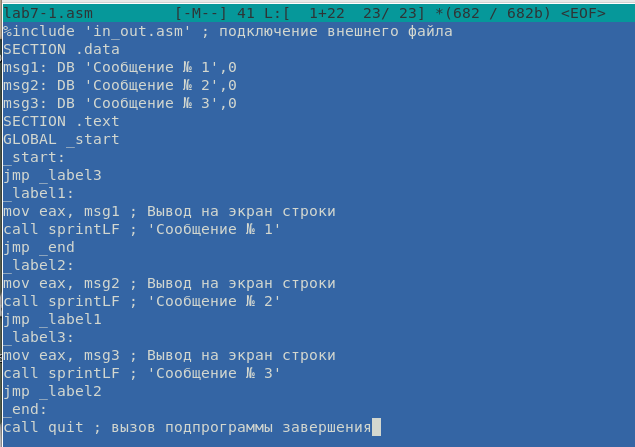 lab7-1.asm [-M--] 41 L:[ 1+22 23/ 23] *(682 / 682b) <EOF>
%include 'in_out.asm' ; подключение внешнего файла
SECTION .data
msg1: DB 'Сообщение № 1',0
msg2: DB 'Сообщение № 2',0
msg3: DB 'Сообщение № 3',0
SECTION .text
GLOBAL _start
_start:
jmp _label3
_label1:
mov eax, msg1 ; Вывод на экран строки
call sprintLF ; 'Сообщение № 1'
jmp _end
_label2:
mov eax, msg2 ; Вывод на экран строки
call sprintLF ; 'Сообщение № 2'
jmp _label1
_label3:
mov eax, msg3 ; Вывод на экран строки
call sprintLF ; 'Сообщение № 3'
jmp _label2
_end:
call quit ; вызов подпрограммы завершения